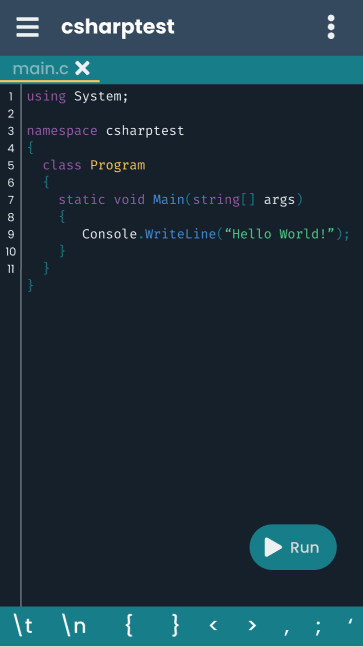 csharptest
main.c
1 using System;
2
3 namespace csharptest
4 {
5 class Program
6 {
7 static void Main(string[] args)
8 {
9 Console.WriteLine(“Hello World!”);
10 }
11 }
}
Run
\t \n { } < > , ; ‘